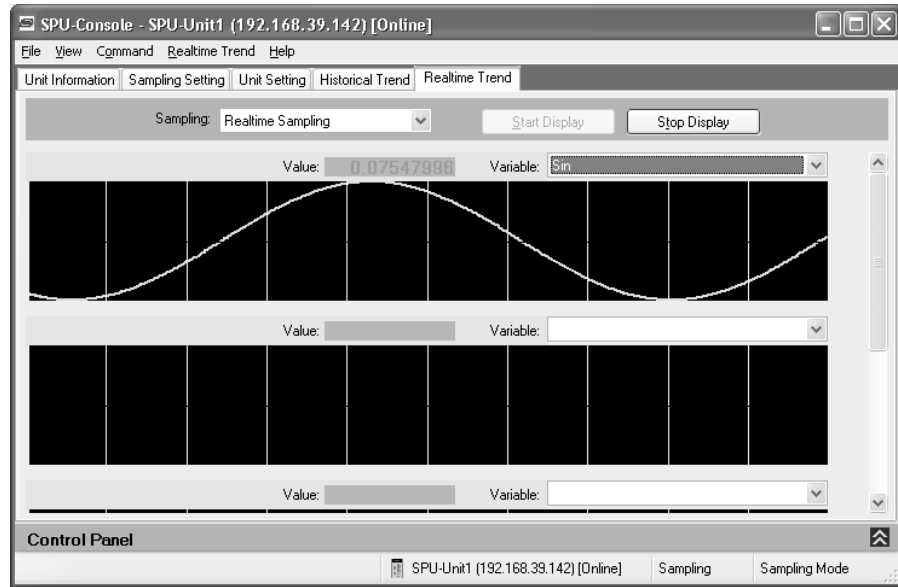 SPU-Console - SPU-Unit1 (192.168.39.142) [Online]
File View Command Realtime Trend Help
Unit Information Sampling Setting Unit Setting Historical Trend Realtime Trend
Sampling: Realtime Sampling Start Display Stop Display
Value: 0.07547996 Variable: Sin
Value: Variable:
Value: Variable:
Control Panel
SPU-Unit1 (192.168.39.142) [Online] Sampling Sampling Mode